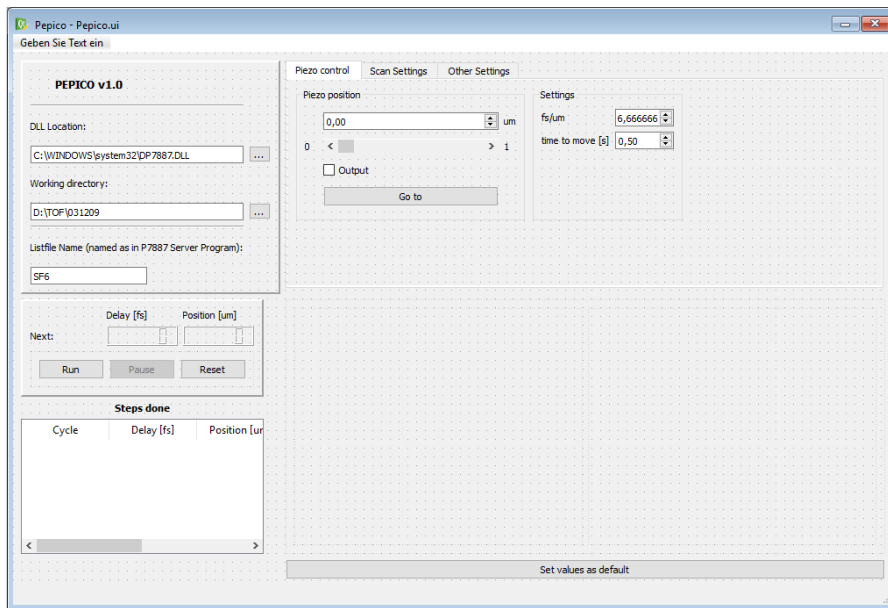 Pepico - Pepico.ui
Geben Sie Text ein
PEPICO v1.0
DLL Location:
C:\WINDOWS\system32\DP7887.DLL
...
Working directory:
D:\TOF\031209
...
Listfile Name (named as in P7887 Server Program):
SF6
Piezo control Scan Settings Other Settings
Piezo position
0,00 um
0 < > 1
Output
Go to
Settings
fs/um 6,666666
time to move [s] 0,50
Delay [fs] Position [um]
Next: 0 0
Run Pause Reset
Steps done
Cycle Delay [fs] Position [ur
< >
Set values as default